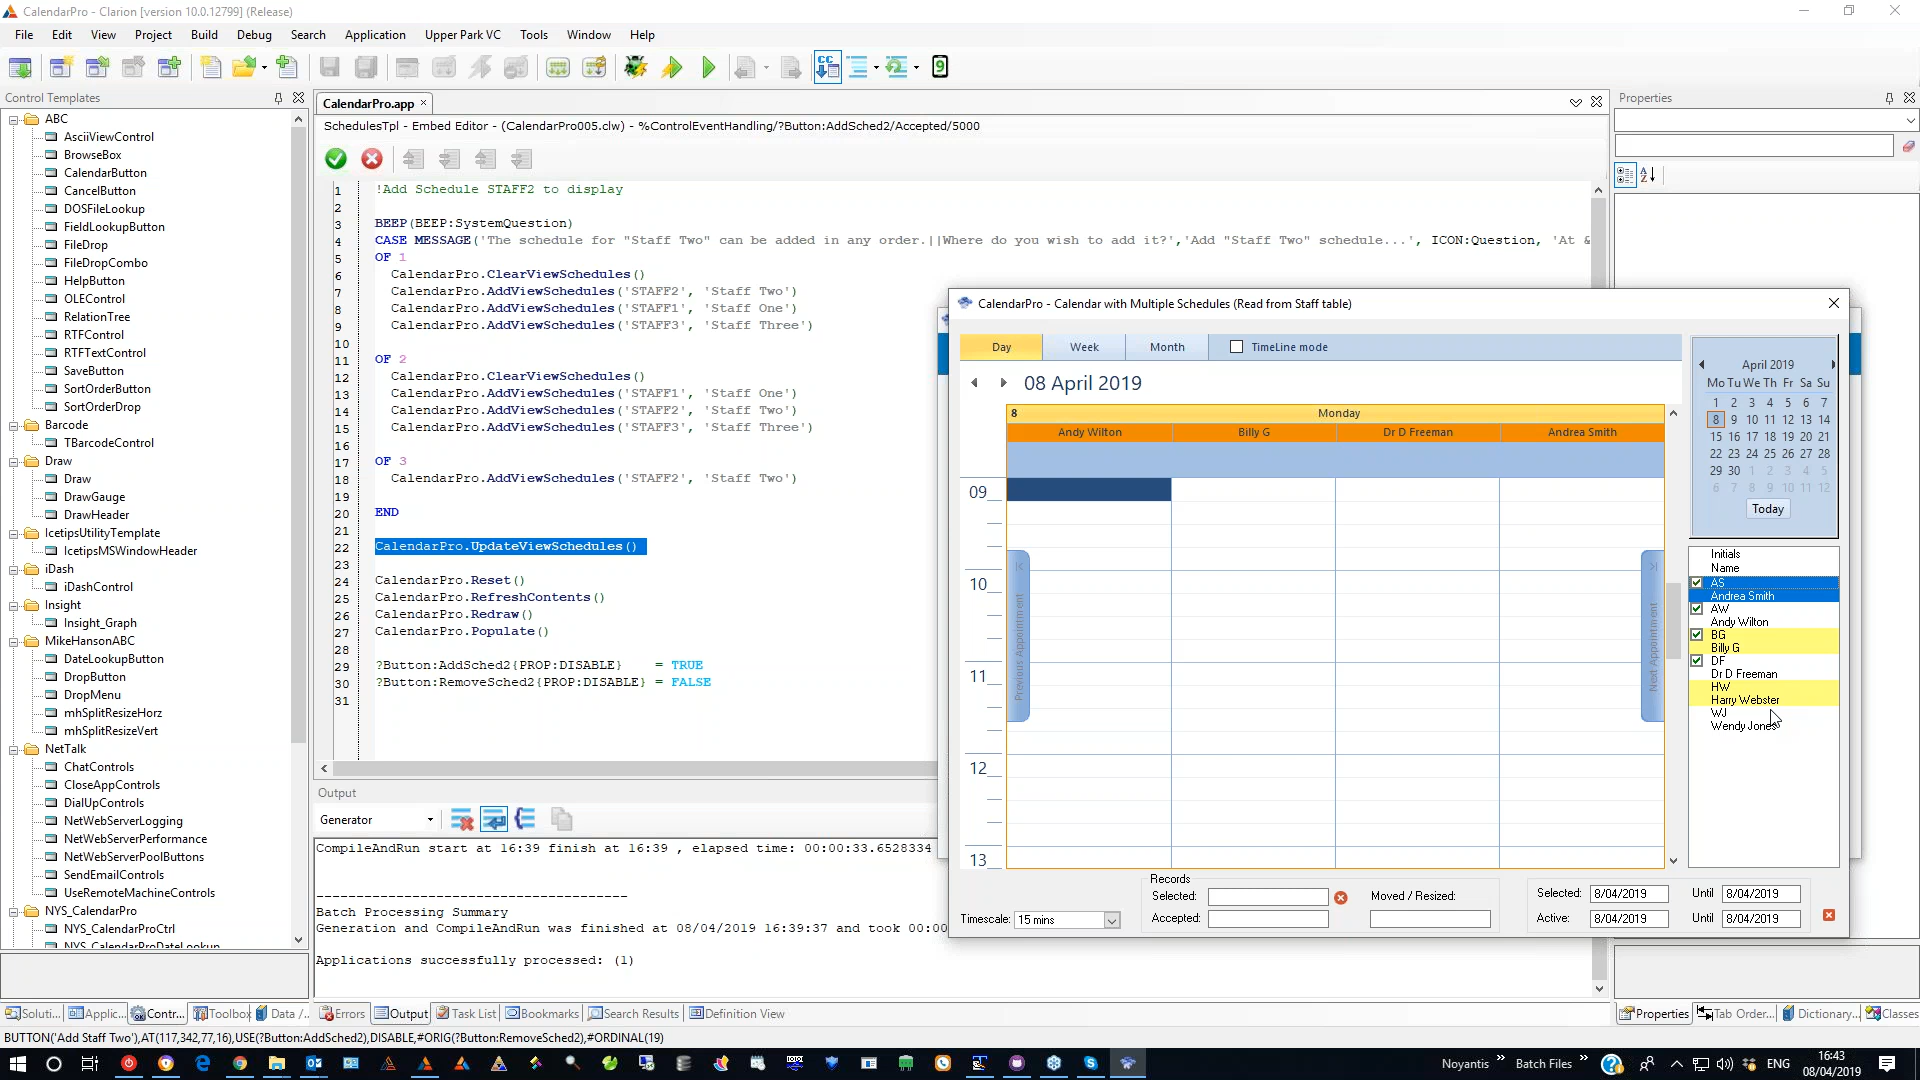 CalendarPro - Clarion [version 10.0.12799] (Release)
File Edit View Project Build Debug Search Application Upper Park VC Tools Window Help
Control Templates
ABC
AsciiViewControl
BrowseBox
CalendarButton
CancelButton
DOSFileLookup
FieldLookupButton
FileDrop
FileDropCombo
HelpButton
OLEControl
RelationTree
RTFControl
RTFTextControl
SaveButton
SortOrderButton
SortOrderDrop
Barcode
TBarcodeControl
Draw
Draw
DrawGauge
DrawHeader
IcetipsUtilityTemplate
IcetipsMSWindowHeader
iDash
iDashControl
Insight
Insight_Graph
MikeHansonABC
DateLookupButton
DropButton
DropMenu
mhSplitResizeHorz
mhSplitResizeVert
NetTalk
ChatControls
CloseAppControls
DialUpControls
NetWebServerLogging
NetWebServerPerformance
NetWebServerPoolButtons
SendEmailControls
UseRemoteMachineControls
NYS_CalendarPro
NYS_CalendarProCtrl
NYS_CalendarProDateLookup
Soluti... Applic... Contr... Toolbox Data /...
CalendarPro.app
SchedulesTpl - Embed Editor - (CalendarPro005.clw) - %ControlEventHandling/?Button:AddSched2/Accepted/5000
1 !Add Schedule STAFF2 to display
2
3 BEEP(BEEP:SystemQuestion)
4 CASE MESSAGE('The schedule for "Staff Two" can be added in any order.||Where do you wish to add it?','Add "Staff Two" schedule...', ICON:Question, 'At &
5 OF 1
6 CalendarPro.ClearViewSchedules()
7 CalendarPro.AddViewSchedules('STAFF2', 'Staff Two')
8 CalendarPro.AddViewSchedules('STAFF1', 'Staff One')
9 CalendarPro.AddViewSchedules('STAFF3', 'Staff Three')
10
11 OF 2
12 CalendarPro.ClearViewSchedules()
13 CalendarPro.AddViewSchedules('STAFF1', 'Staff One')
14 CalendarPro.AddViewSchedules('STAFF2', 'Staff Two')
15 CalendarPro.AddViewSchedules('STAFF3', 'Staff Three')
16
17 OF 3
18 CalendarPro.AddViewSchedules('STAFF2', 'Staff Two')
19
20 END
21
22 CalendarPro.UpdateViewSchedules()
23
24 CalendarPro.Reset()
25 CalendarPro.RefreshContents()
26 CalendarPro.Redraw()
27 CalendarPro.Populate()
28
29 ?Button:AddSched2{PROP:DISABLE} = TRUE
30 ?Button:RemoveSched2{PROP:DISABLE} = FALSE
31
Output
Generator
CompileAndRun start at 16:39 finish at 16:39 , elapsed time: 00:00:33.6528334
---------------------------------------
Batch Processing Summary
Generation and CompileAndRun was finished at 08/04/2019 16:39:37 and took 00:00
Applications successfully processed: (1)
Errors Output Task List Bookmarks Search Results Definition View
Properties
CalendarPro - Calendar with Multiple Schedules (Read from Staff table)
Day Week Month TimeLine mode
08 April 2019
8 Monday
Andy Wilton Billy G Dr D Freeman Andrea Smith
09
10
11
12
13
Previous Appointment
Next Appointment
April 2019
Mo Tu We Th Fr Sa Su
1 2 3 4 5 6 7
8 9 10 11 12 13 14
15 16 17 18 19 20 21
22 23 24 25 26 27 28
29 30 1 2 3 4 5
6 7 8 9 10 11 12
Today
Initials
Name
AS
Andrea Smith
AW
Andy Wilton
BG
Billy G
DF
Dr D Freeman
HW
Harry Webster
WJ
Wendy Jones
Timescale: 15 mins
Records
Selected:
Accepted:
Moved / Resized:
Selected: 8/04/2019 Until 8/04/2019
Active: 8/04/2019 Until 8/04/2019
Properties Tab Order... Dictionary... Classes
BUTTON('Add Staff Two'),AT(117,342,77,16),USE(?Button:AddSched2),DISABLE,#ORIG(?Button:RemoveSched2),#ORDINAL(19)
Noyantis Batch Files ENG 16:43
08/04/2019